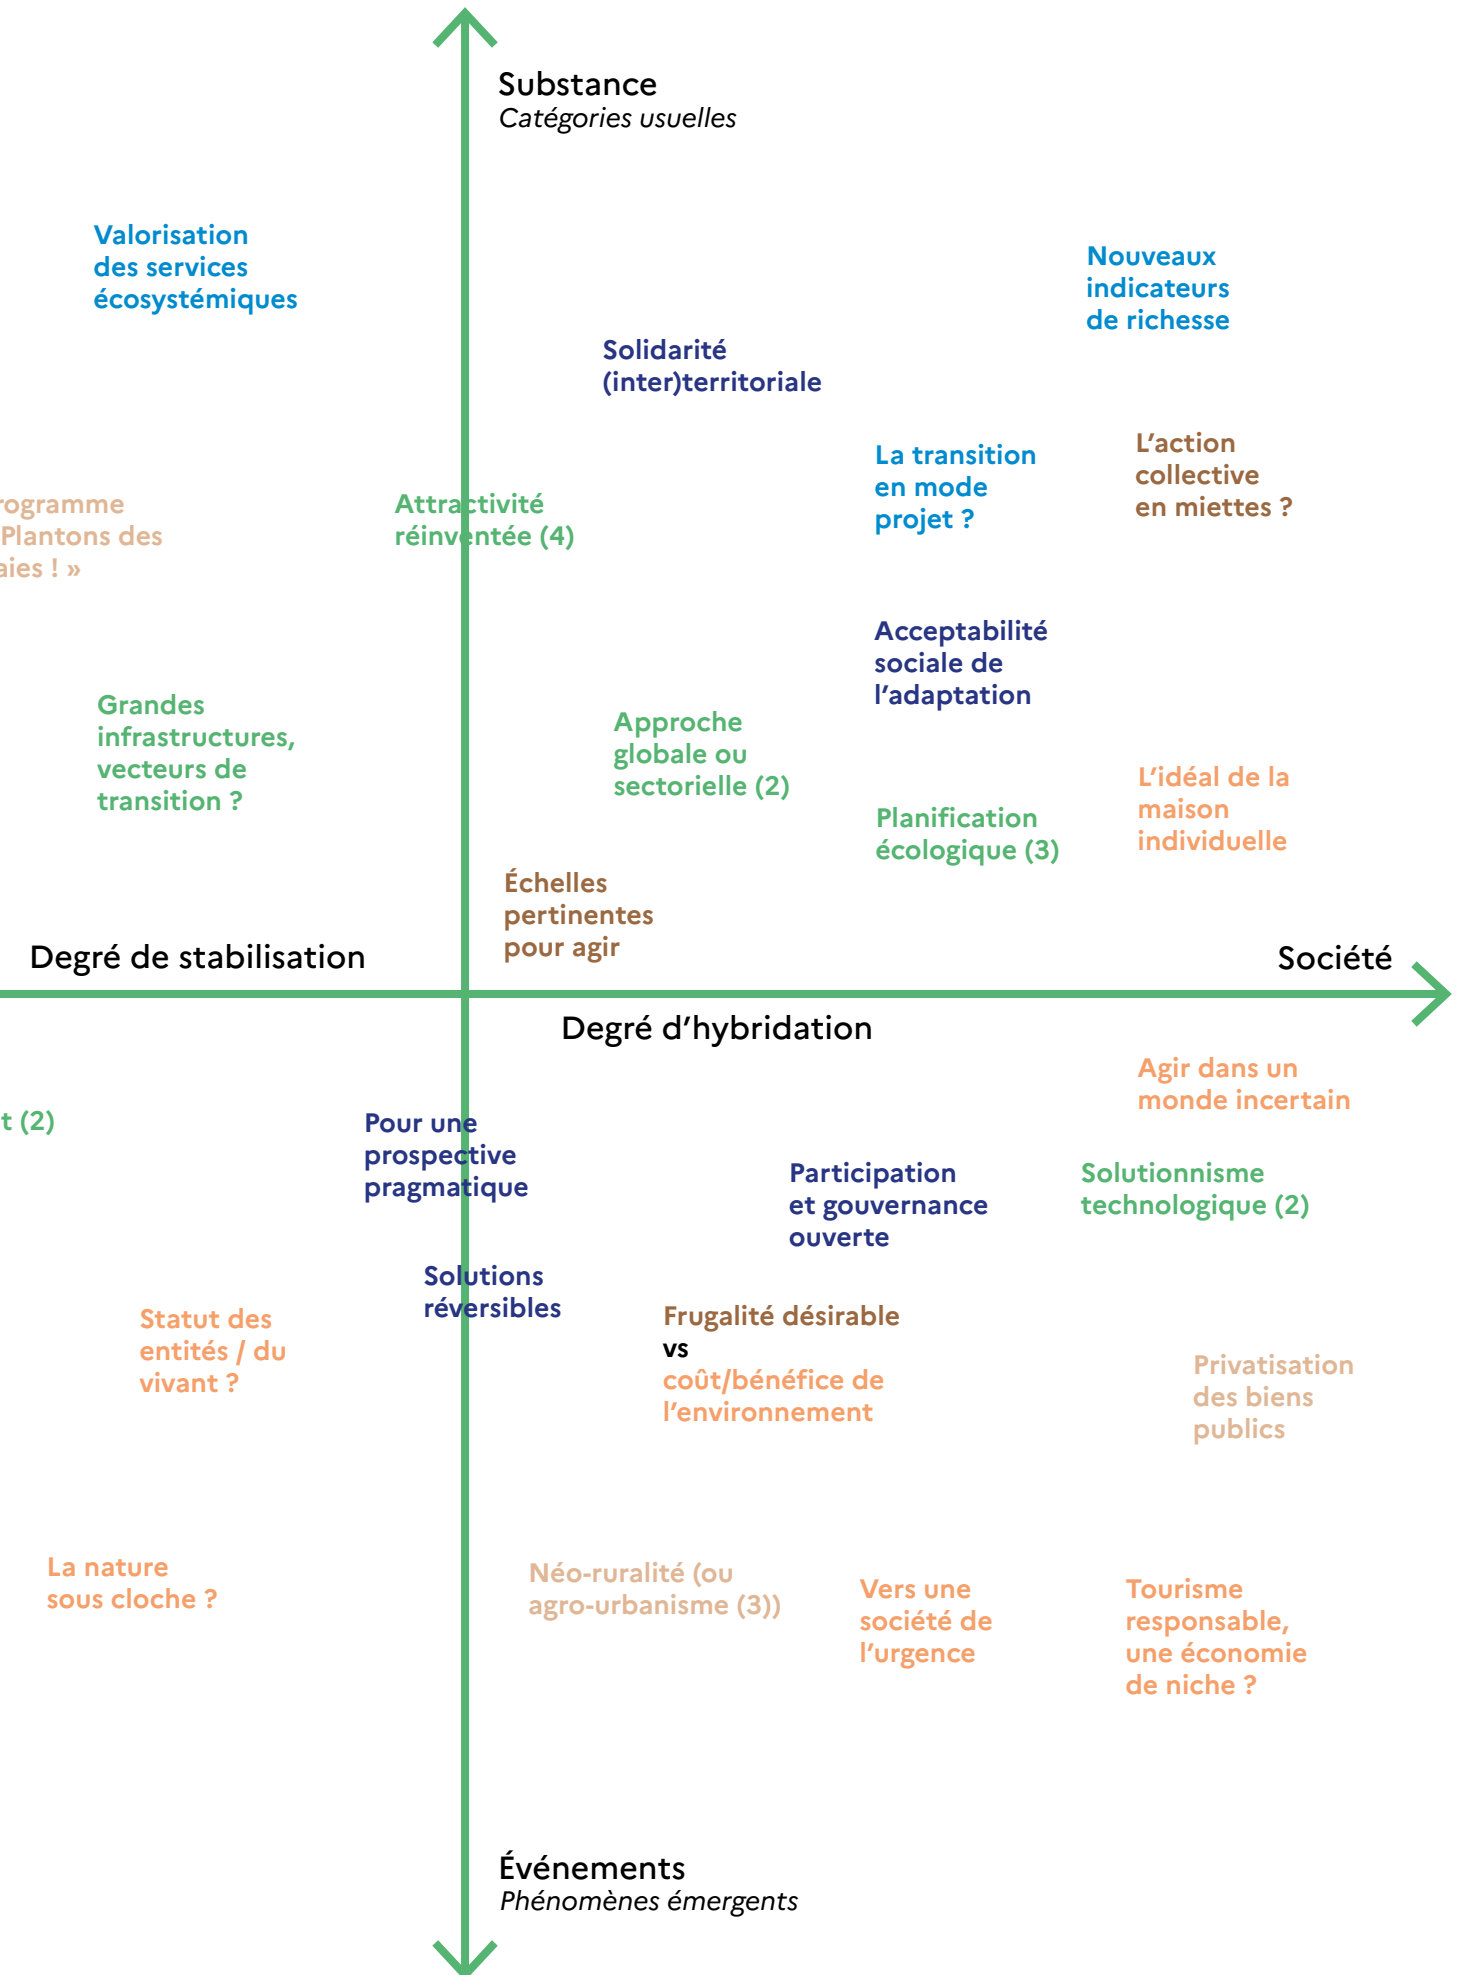 Substance
Catégories usuelles
Valorisation
des services
écosystémiques
Nouveaux
indicateurs
de richesse
Solidarité
(inter)territoriale
La transition
en mode
projet ?
L’action
collective
en miettes ?
rogramme
Plantons des
aies ! »
Attractivité
réinventée (4)
Acceptabilité
sociale de
l’adaptation
Grandes
infrastructures,
vecteurs de
transition ?
Approche
globale ou
sectorielle (2)
Planification
écologique (3)
L’idéal de la
maison
individuelle
Échelles
pertinentes
pour agir
Degré de stabilisation
Société
Degré d’hybridation
Agir dans un
monde incertain
t (2)
Pour une
prospective
pragmatique
Participation
et gouvernance
ouverte
Solutionnisme
technologique (2)
Solutions
réversibles
Statut des
entités / du
vivant ?
Frugalité désirable
vs
coût/bénéfice de
l’environnement
Privatisation
des biens
publics
La nature
sous cloche ?
Néo-ruralité (ou
agro-urbanisme (3))
Vers une
société de
l’urgence
Tourisme
responsable,
une économie
de niche ?
Événements
Phénomènes émergents